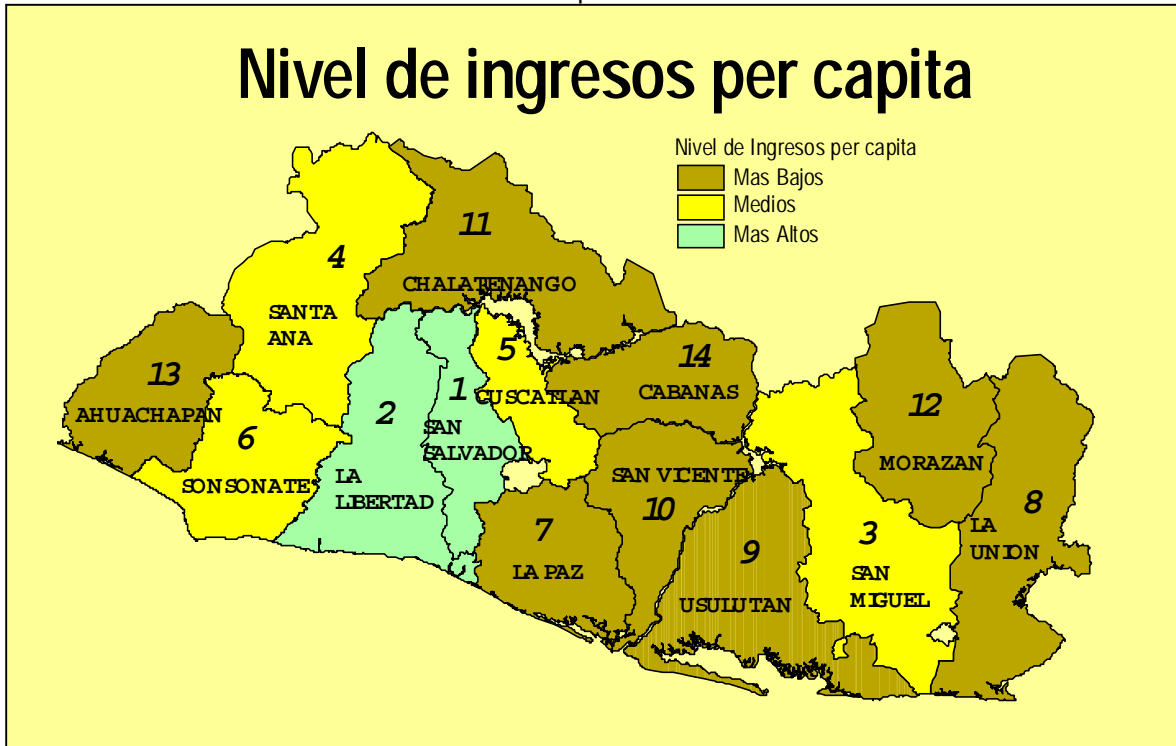 Nivel de ingresos per capita
Nivel de Ingresos per capita
Mas Bajos
Medios
Mas Altos
11
CHALATENANGO
4
SANTA
ANA
13
AHUACHAPAN
6
SONSONATE
2
LA
LIBERTAD
1
SAN
SALVADOR
5
CUSCATLAN
14
CABANAS
SAN VICENTE
10
7
LA PAZ
9
USULUTAN
3
SAN
MIGUEL
12
MORAZAN
8
LA
UNION